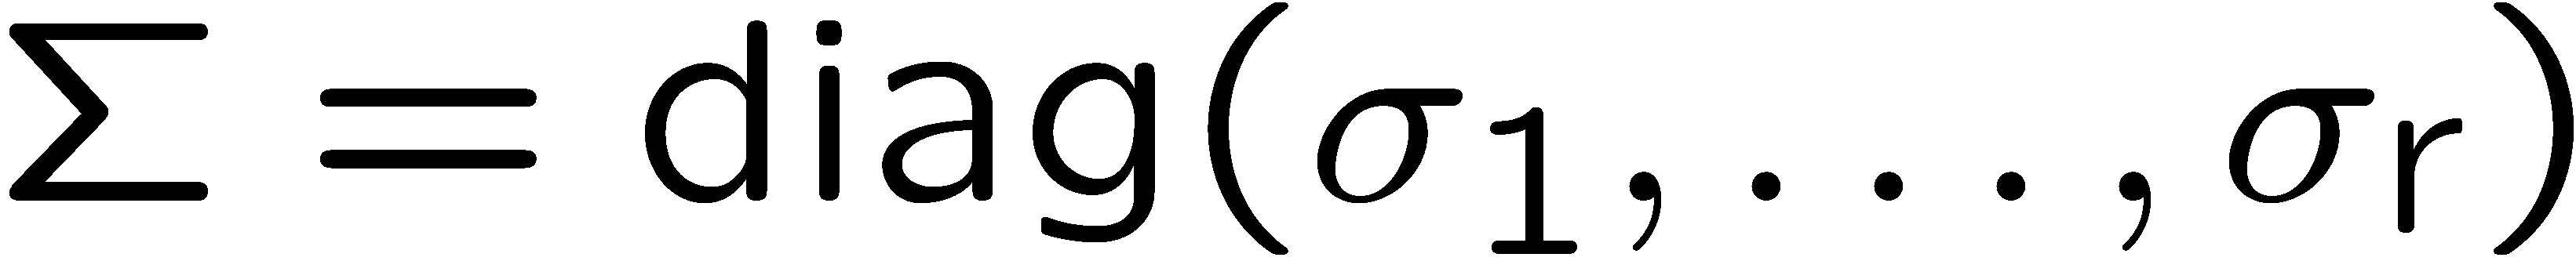 Σ = diag(σ₁, . . . , σᵣ)